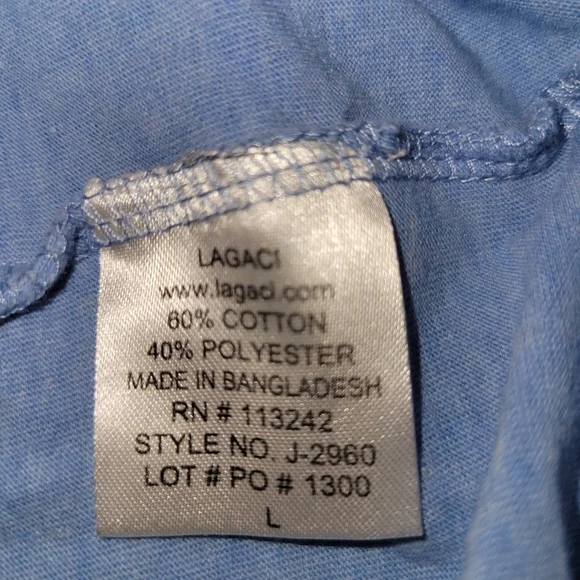 LAGACI
www.lagaci.com
60% COTTON
40% POLYESTER
MADE IN BANGLADESH
RN # 113242
STYLE NO. J-2960
LOT # PO # 1300
L